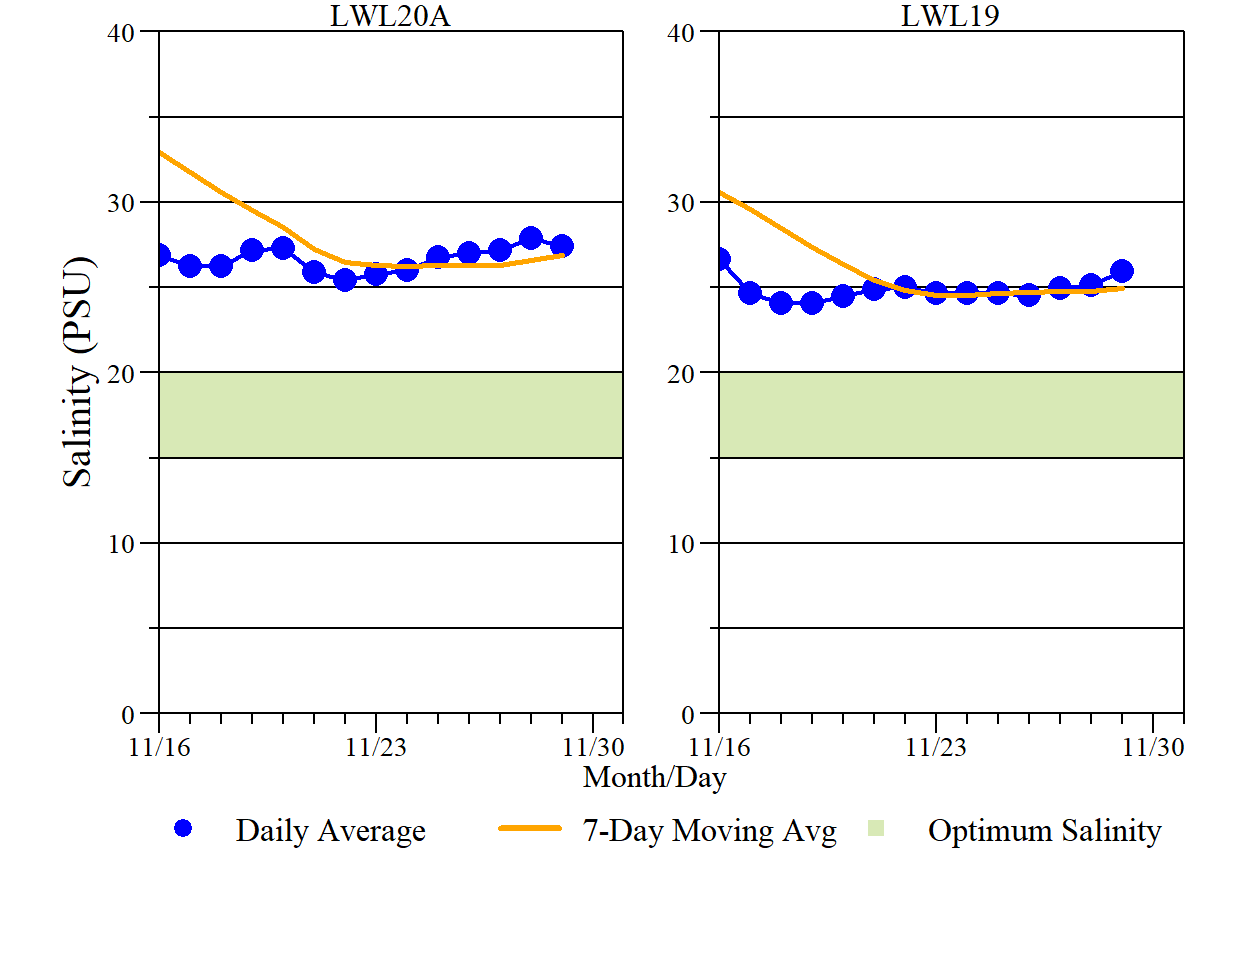 LWL20A
LWL19
40
30
20
10
0
40
30
20
10
0
Salinity (PSU)
11/16
11/23
11/30
11/16
11/23
11/30
Month/Day
Daily Average
7-Day Moving Avg
Optimum Salinity